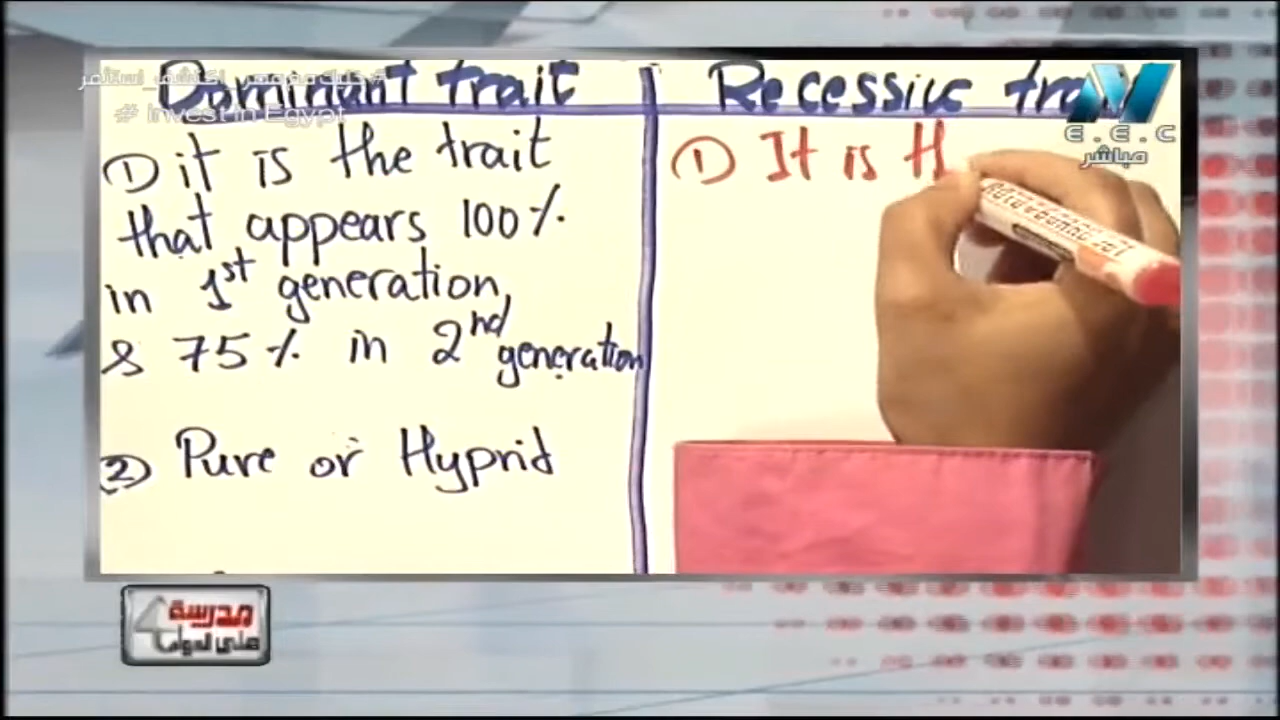 Dominant trait
Recessive
# Invest in Egypt
E.E.C
مباشر
① it is the trait
that appears 100%
in 1st generation,
& 75% in 2nd generation
② Pure or Hyprid
① It is th
مدرسة
على الهواء